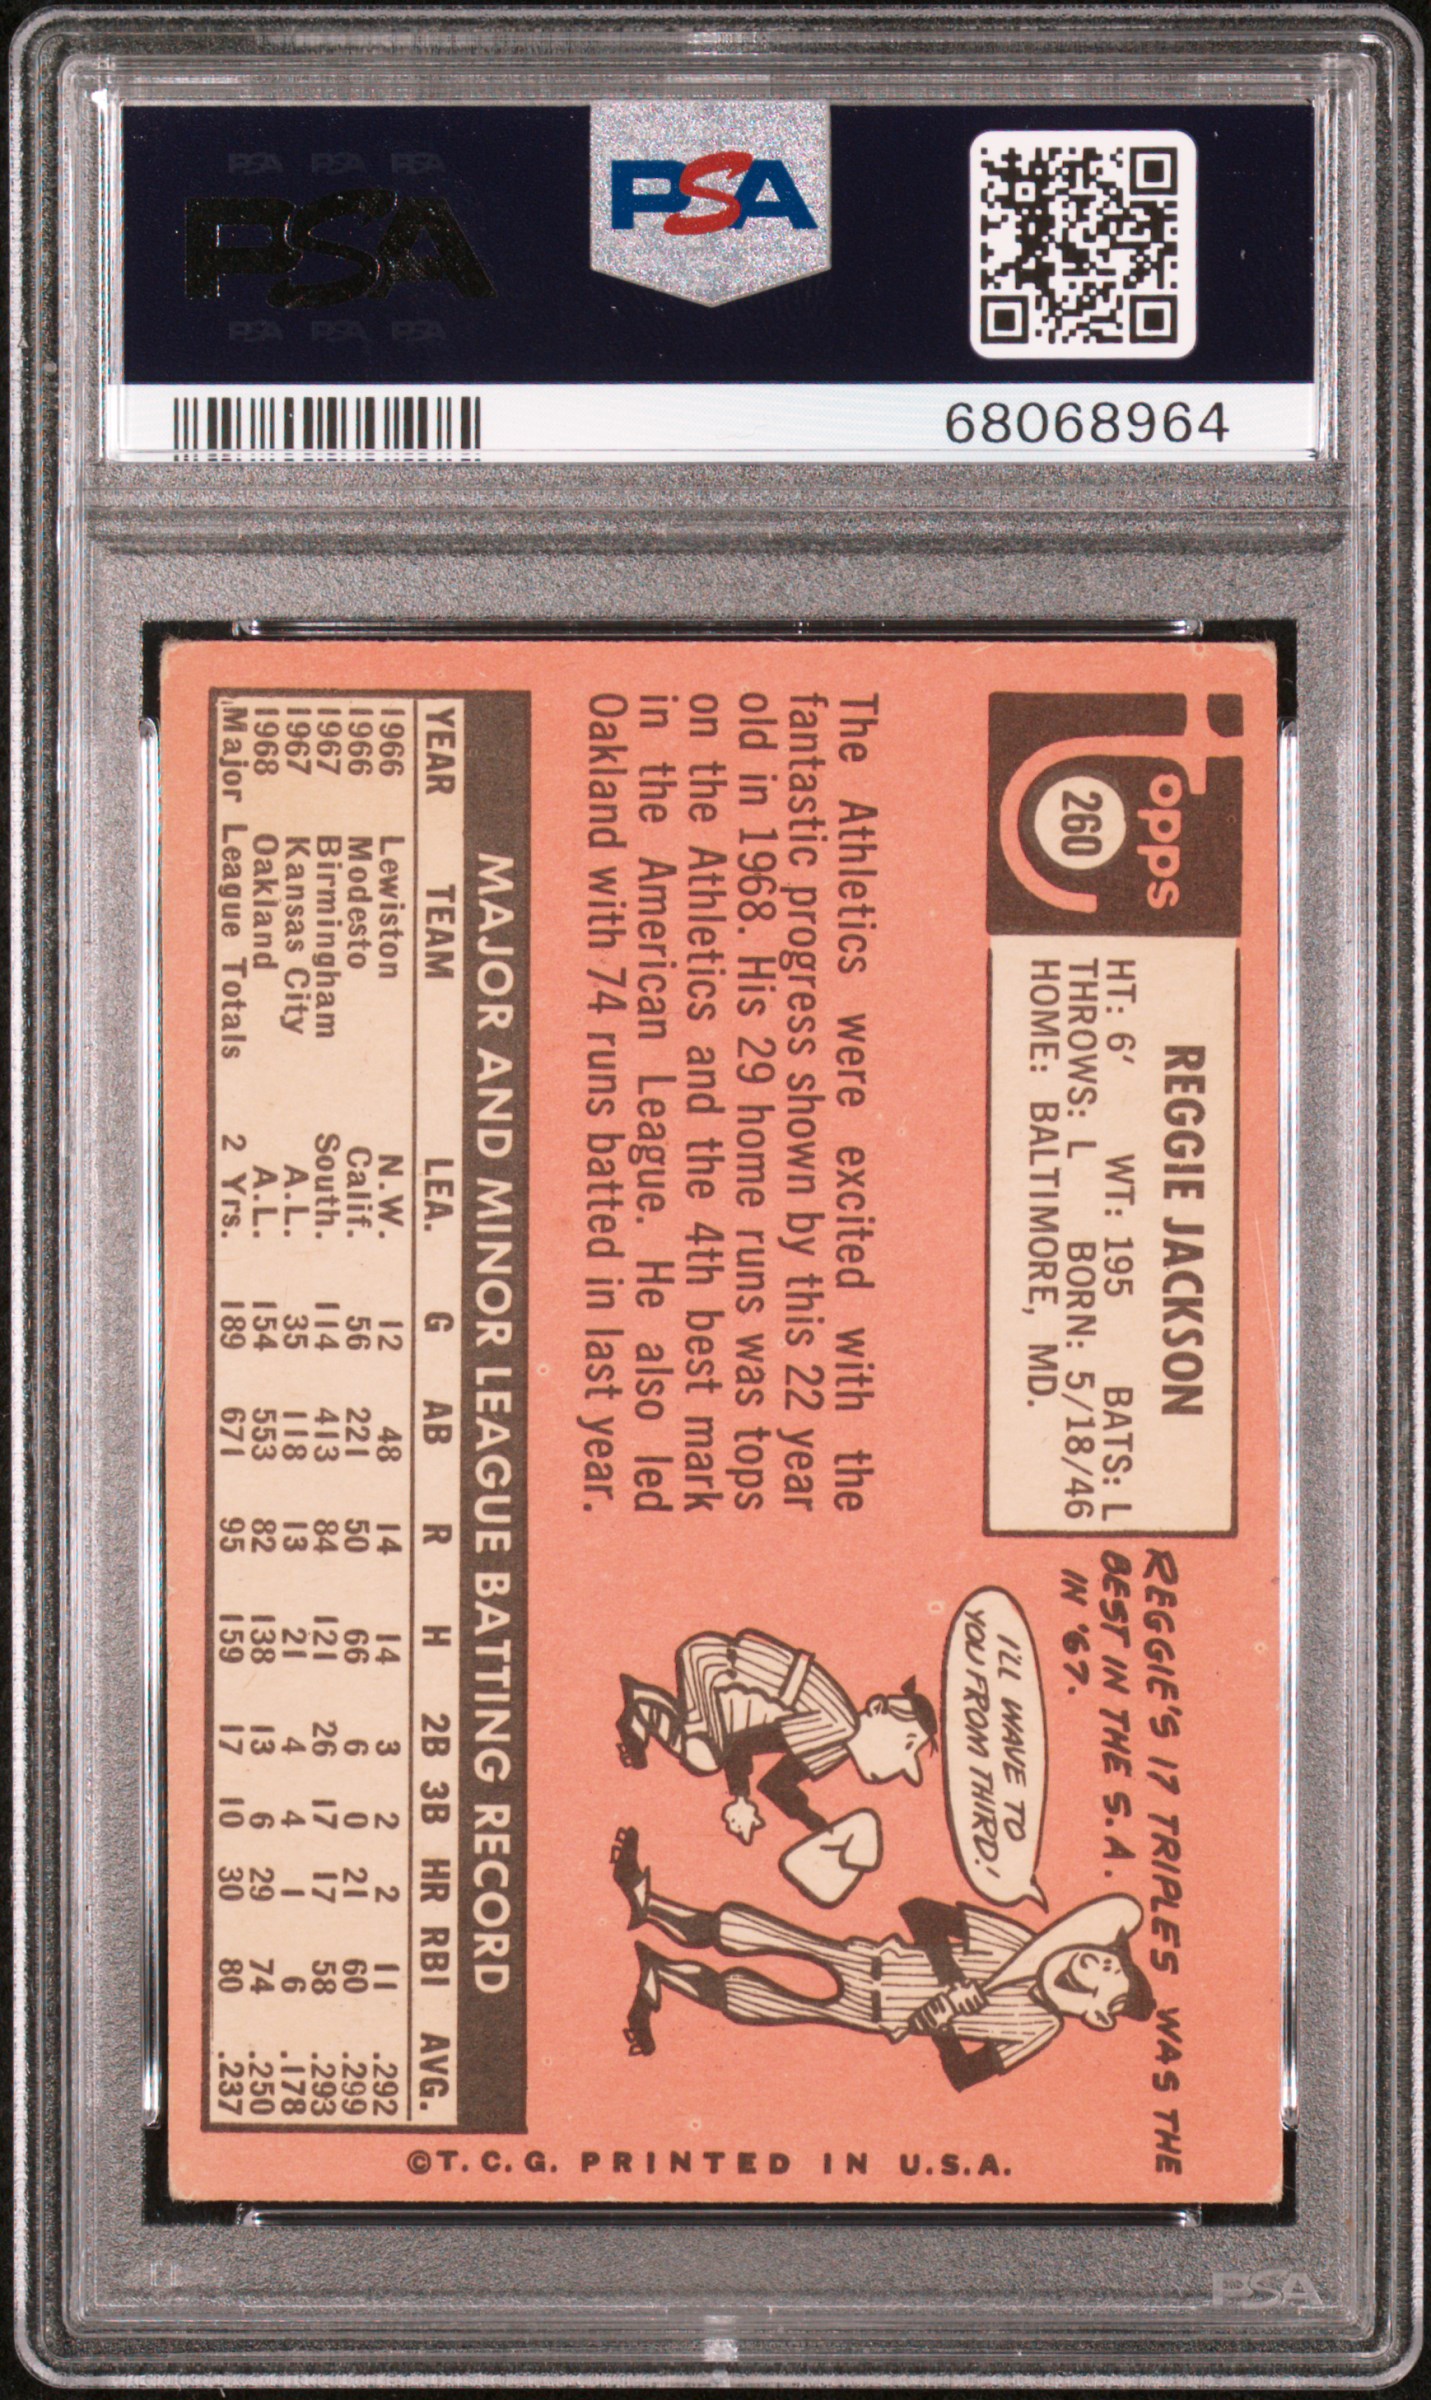 PSA PSA PSA
PSA
PSA PSA PSA
PSA
68068964
Topps
260
REGGIE JACKSON
HT: 6' WT: 195 BATS: L
THROWS: L BORN: 5/18/46
HOME: BALTIMORE, MD.
REGGIE'S 17 TRIPLES WAS THE
BEST IN THE S.A.
IN '67.
I'LL WAVE TO
YOU FROM THIRD!
The Athletics were excited with the
fantastic progress shown by this 22 year
old in 1968. His 29 home runs was tops
on the Athletics and the 4th best mark
in the American League. He also led
Oakland with 74 runs batted in last year.
MAJOR AND MINOR LEAGUE BATTING RECORD
YEAR TEAM LEA. G AB R H 2B 3B HR RBI AVG.
1966 Lewiston N.W. 12 48 14 14 3 2 2 11 .292
1966 Modesto Calif. 56 221 50 66 6 0 21 60 .299
1967 Birmingham South. 114 413 84 121 26 17 17 58 .293
1967 Kansas City A.L. 35 118 13 21 4 4 1 6 .178
1968 Oakland A.L. 154 553 82 138 13 6 29 74 .250
Major League Totals 2 Yrs. 189 671 95 159 17 10 30 80 .237
©T.C.G. PRINTED IN U.S.A.
PSA